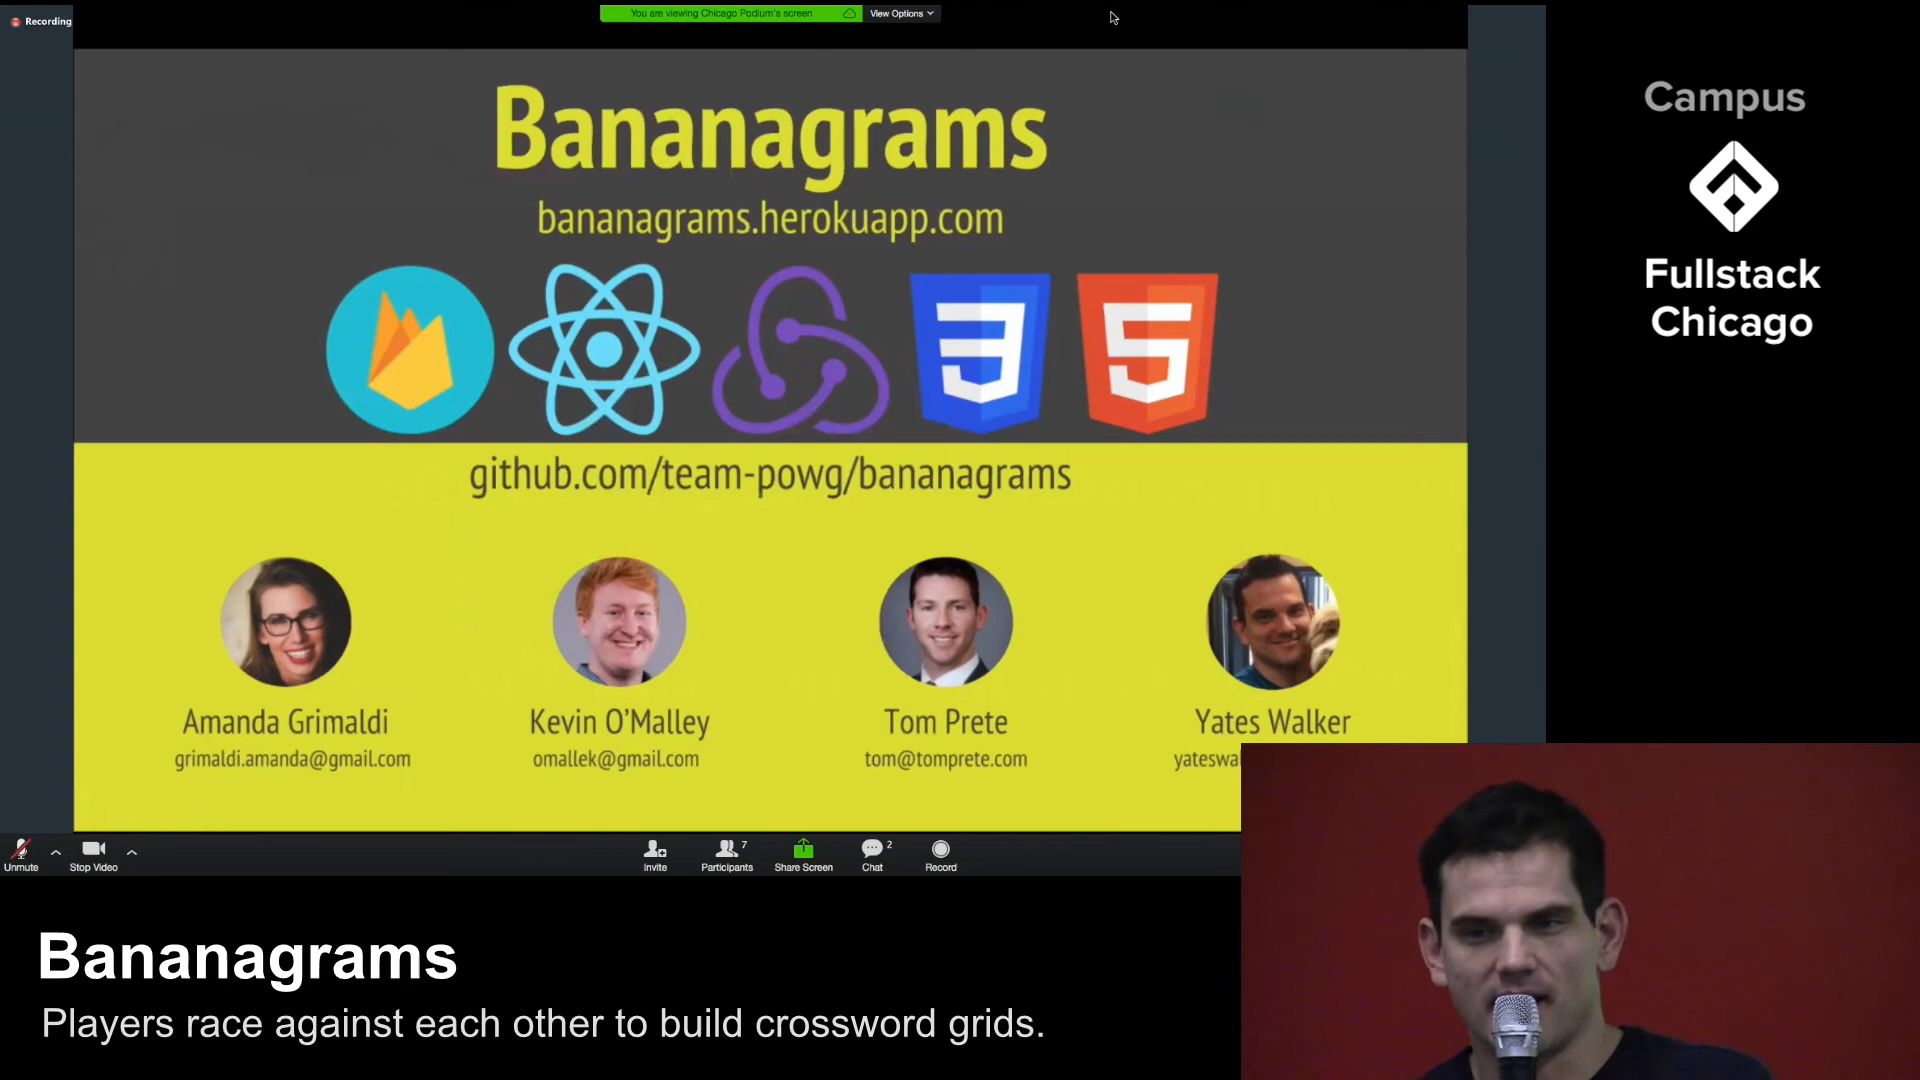 Recording
You are viewing Chicago Podium's screen
View Options
Bananagrams
bananagrams.herokuapp.com
github.com/team-powg/bananagrams
Amanda Grimaldi
grimaldi.amanda@gmail.com
Kevin O'Malley
omallek@gmail.com
Tom Prete
tom@tomprete.com
Yates Walker
yateswal
Unmute
Stop Video
Invite
7
Participants
Share Screen
2
Chat
Record
Campus
Fullstack
Chicago
Bananagrams
Players race against each other to build crossword grids.